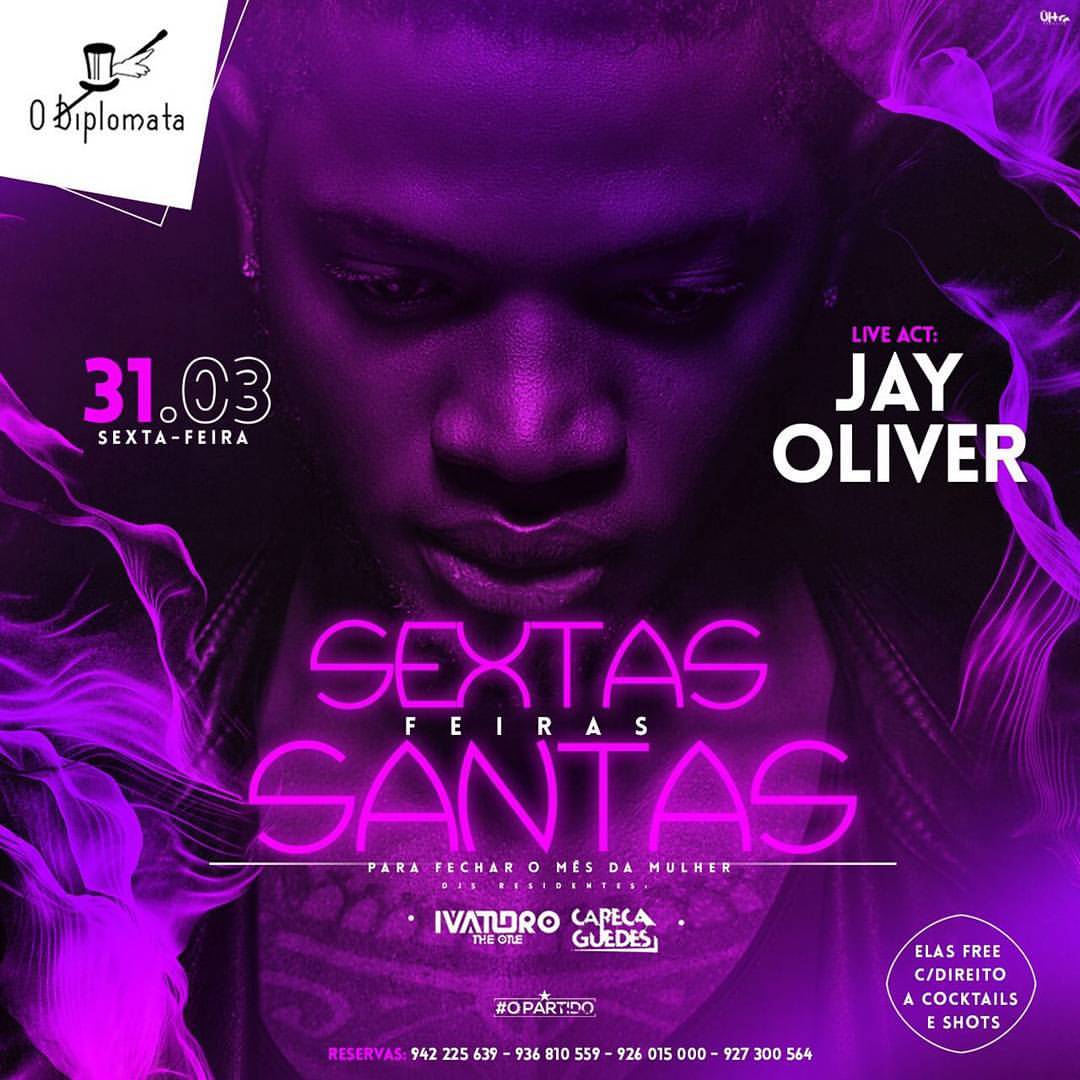 Ultra
O Diplomata
31.03
SEXTA-FEIRA
LIVE ACT:
JAY
OLIVER
SEXTAS
FEIRAS
SANTAS
PARA FECHAR O MÊS DA MULHER
DJS RESIDENTES.
IVANDRO
THE ONE
CARECA
GUEDES
#OPARTIDO
ELAS FREE
C/DIREITO
A COCKTAILS
E SHOTS
RESERVAS: 942 225 639 - 936 810 559 - 926 015 000 - 927 300 564